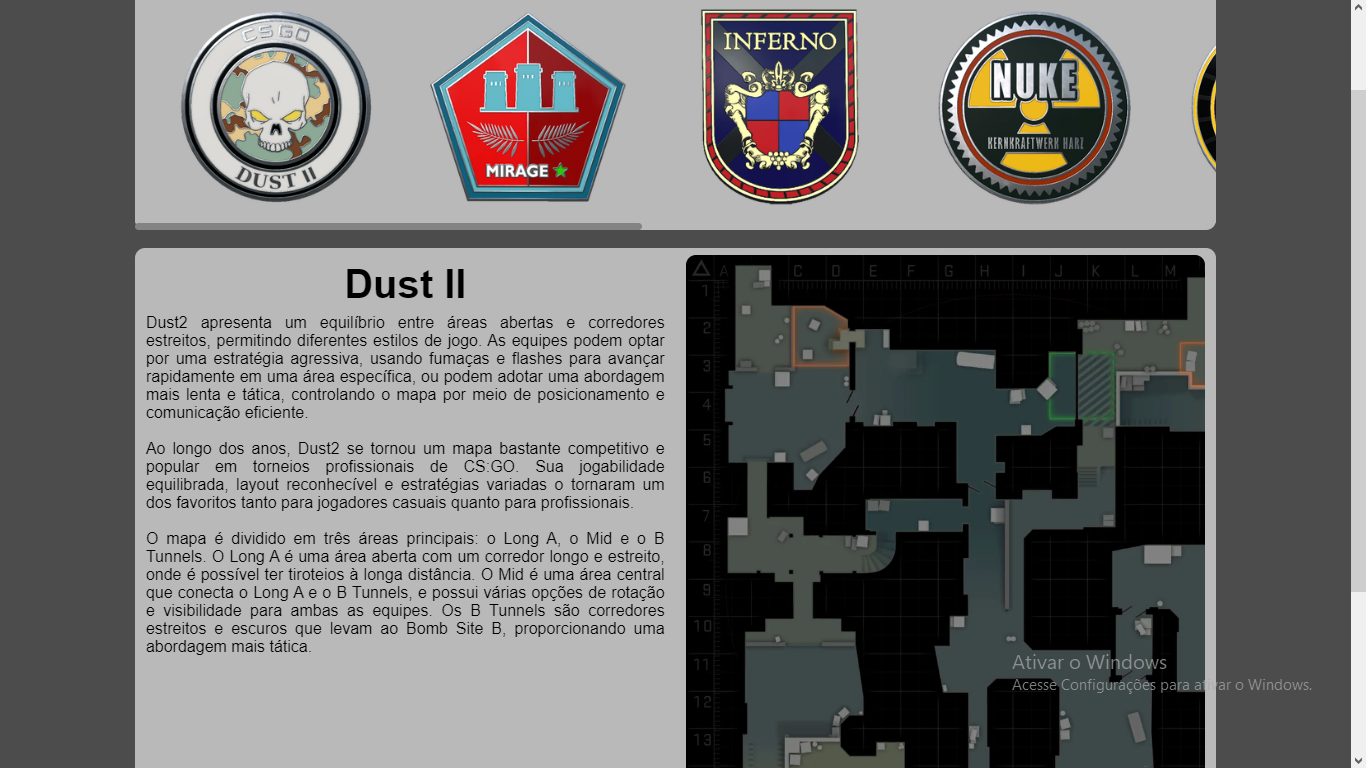 CS GO
DUST II
MIRAGE
INFERNO
NUKE
KERNKRAFTWERK HARZ
Dust II
Dust2 apresenta um equilíbrio entre áreas abertas e corredores
estreitos, permitindo diferentes estilos de jogo. As equipes podem optar
por uma estratégia agressiva, usando fumaças e flashes para avançar
rapidamente em uma área específica, ou podem adotar uma abordagem
mais lenta e tática, controlando o mapa por meio de posicionamento e
comunicação eficiente.
Ao longo dos anos, Dust2 se tornou um mapa bastante competitivo e
popular em torneios profissionais de CS:GO. Sua jogabilidade
equilibrada, layout reconhecível e estratégias variadas o tornaram um
dos favoritos tanto para jogadores casuais quanto para profissionais.
O mapa é dividido em três áreas principais: o Long A, o Mid e o B
Tunnels. O Long A é uma área aberta com um corredor longo e estreito,
onde é possível ter tiroteios à longa distância. O Mid é uma área central
que conecta o Long A e o B Tunnels, e possui várias opções de rotação
e visibilidade para ambas as equipes. Os B Tunnels são corredores
estreitos e escuros que levam ao Bomb Site B, proporcionando uma
abordagem mais tática.
A C D E F G H I J K L M
1
2
3
4
5
6
7
8
9
10
11
12
13
Ativar o Windows
Acesse Configurações para ativar o Windows.